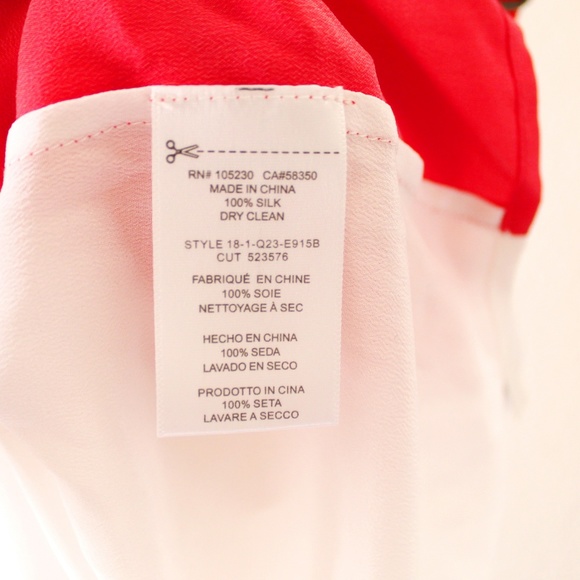 RN# 105230 CA#58350
MADE IN CHINA
100% SILK
DRY CLEAN
STYLE 18-1-Q23-E915B
CUT 523576
FABRIQUÉ EN CHINE
100% SOIE
NETTOYAGE À SEC
HECHO EN CHINA
100% SEDA
LAVADO EN SECO
PRODOTTO IN CINA
100% SETA
LAVARE A SECCO